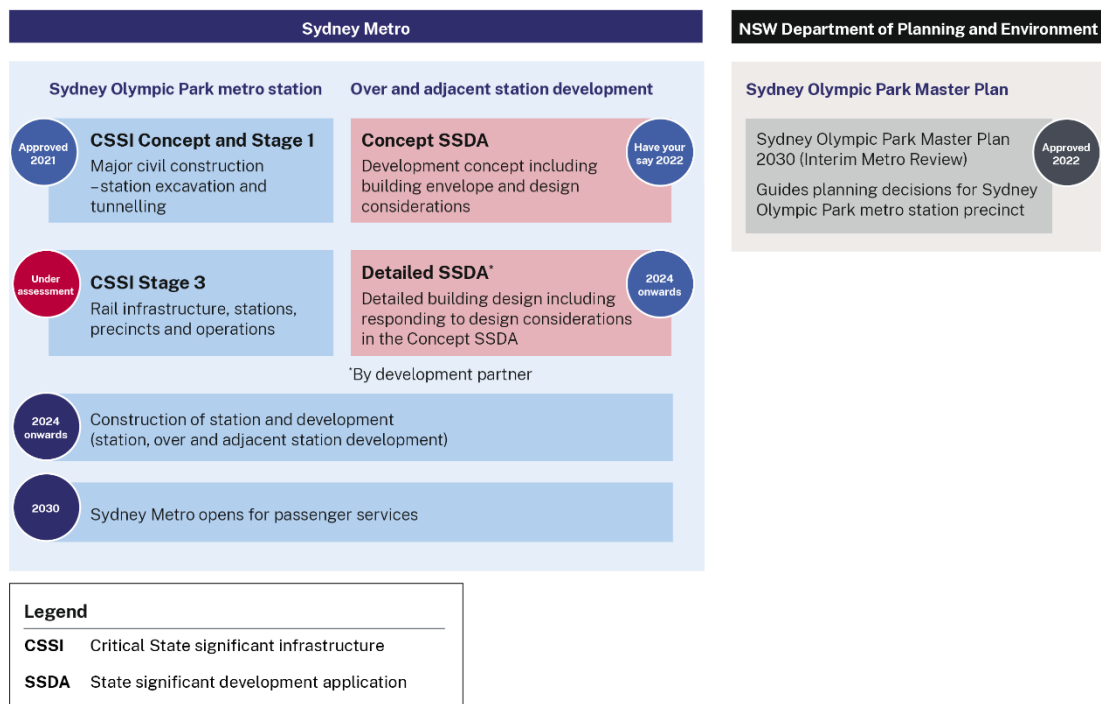 Sydney Metro
Sydney Olympic Park metro station
Over and adjacent station development
Approved
2021
CSSI Concept and Stage 1
Major civil construction
–station excavation and
tunnelling
Concept SSDA
Development concept including
building envelope and design
considerations
Have your
say 2022
Under
assessment
CSSI Stage 3
Rail infrastructure, stations,
precincts and operations
Detailed SSDA*
Detailed building design including
responding to design considerations
in the Concept SSDA
2024
onwards
*By development partner
2024
onwards
Construction of station and development
(station, over and adjacent station development)
2030
Sydney Metro opens for passenger services
NSW Department of Planning and Environment
Sydney Olympic Park Master Plan
Sydney Olympic Park Master Plan
2030 (Interim Metro Review)
Guides planning decisions for Sydney
Olympic Park metro station precinct
Approved
2022
Legend
CSSI Critical State significant infrastructure
SSDA State significant development application